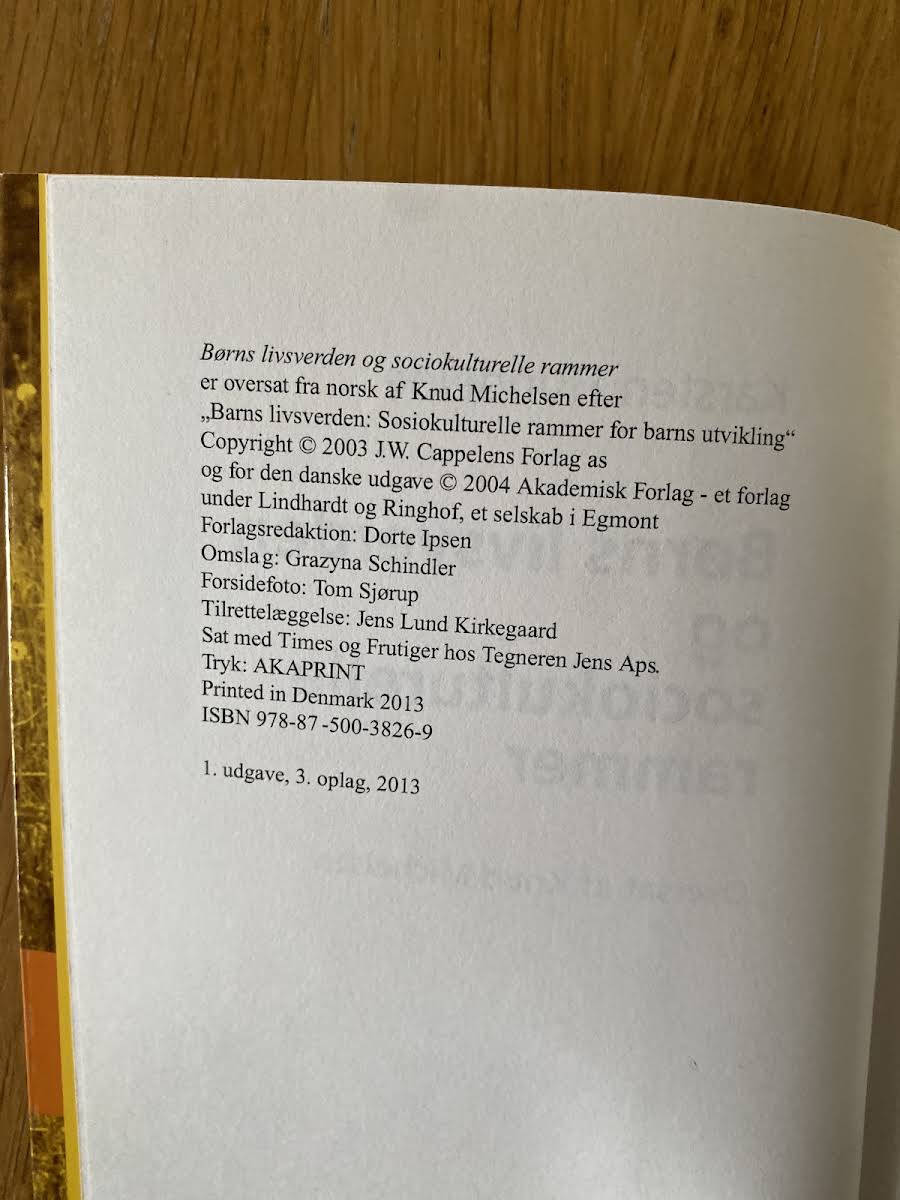 Børns livsverden og sociokulturelle rammer
er oversat fra norsk af Knud Michelsen efter
„Barns livsverden: Sosiokulturelle rammer for barns utvikling“
Copyright © 2003 J.W. Cappelens Forlag as
og for den danske udgave © 2004 Akademisk Forlag - et forlag
under Lindhardt og Ringhof, et selskab i Egmont
Forlagsredaktion: Dorte Ipsen
Omslag: Grazyna Schindler
Forsidefoto: Tom Sjørup
Tilrettelæggelse: Jens Lund Kirkegaard
Sat med Times og Frutiger hos Tegneren Jens Aps.
Tryk: AKAPRINT
Printed in Denmark 2013
ISBN 978-87-500-3826-9
1. udgave, 3. oplag, 2013